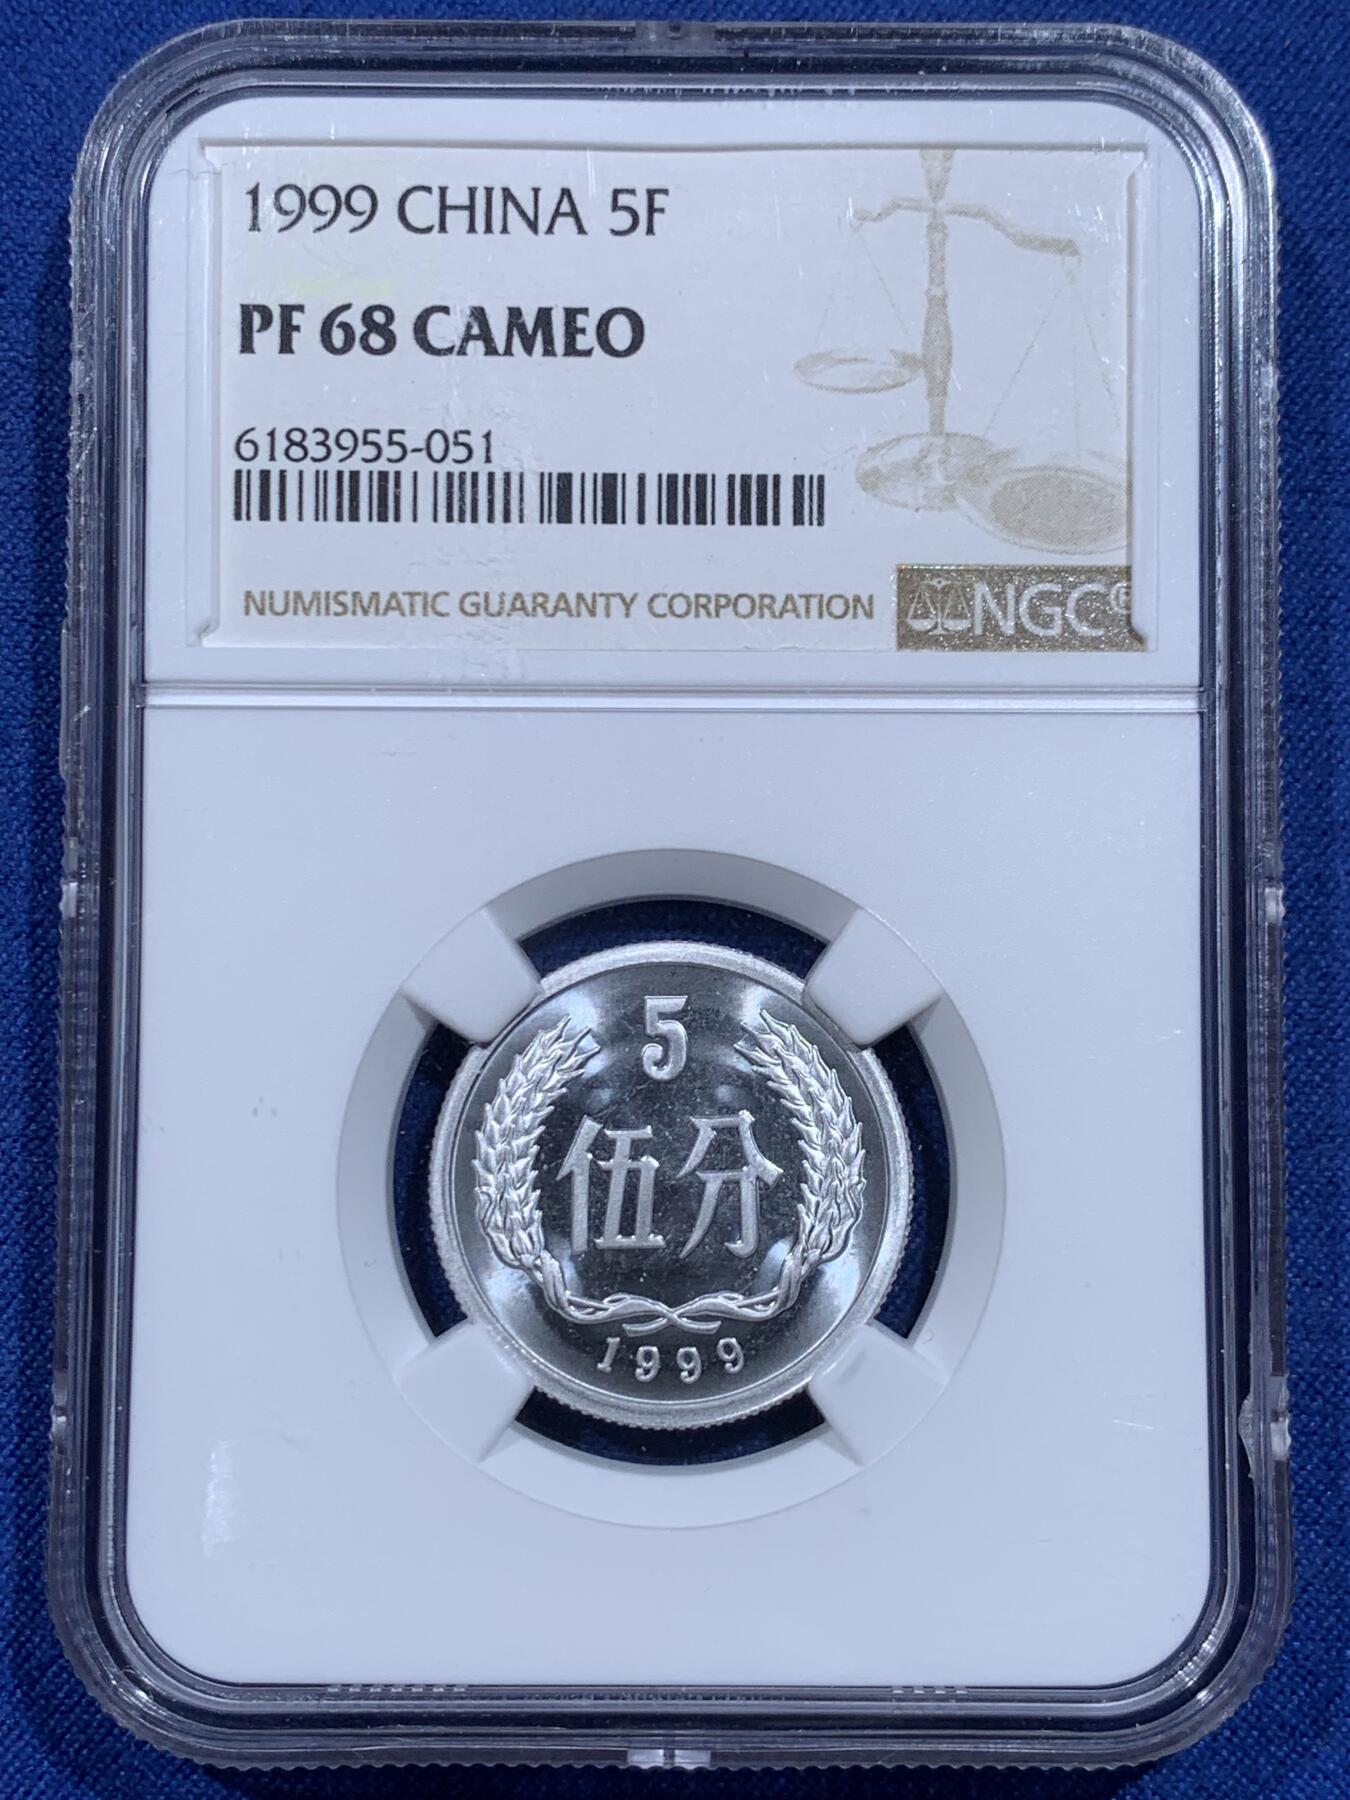 1999 CHINA 5F
PF 68 CAMEO
6183955-051
NUMISMATIC GUARANTY CORPORATION
NGC
5
伍分
1999